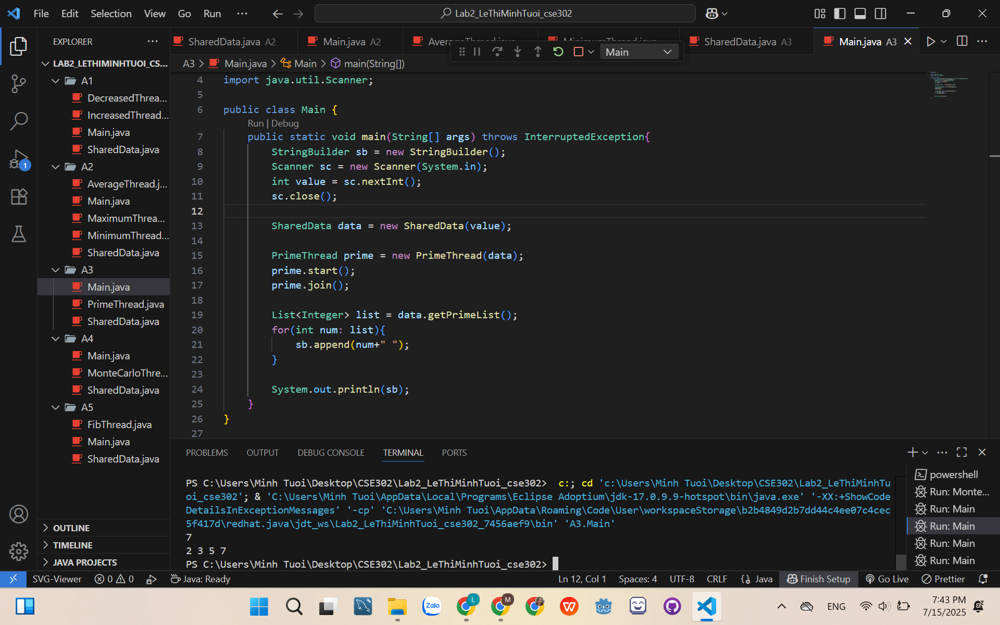 File Edit Selection View Go Run ... Lab2_LeThiMinhTuoi_cse302
EXPLORER ...
SharedData.java A2 Main.java A2 SharedData.java A3 Main.java A3
Main
A3 > Main.java > Main > main(String[])
LAB2_LETHIMINHTUOI_CS...
A1
DecreasedThrea...
IncreasedThread...
Main.java
SharedData.java
A2
AverageThread.j...
Main.java
MaximumThrea...
MinimumThread...
SharedData.java
A3
Main.java
PrimeThread.java
SharedData.java
A4
Main.java
MonteCarloThre...
SharedData.java
A5
FibThread.java
Main.java
SharedData.java
OUTLINE
TIMELINE
JAVA PROJECTS
1
4 import java.util.Scanner;
5
6 public class Main {
Run | Debug
7 public static void main(String[] args) throws InterruptedException{
8 StringBuilder sb = new StringBuilder();
9 Scanner sc = new Scanner(System.in);
10 int value = sc.nextInt();
11 sc.close();
12
13 SharedData data = new SharedData(value);
14
15 PrimeThread prime = new PrimeThread(data);
16 prime.start();
17 prime.join();
18
19 List<Integer> list = data.getPrimeList();
20 for(int num: list){
21 sb.append(num+" ");
22 }
23
24 System.out.println(sb);
25 }
26 }
27
PROBLEMS OUTPUT DEBUG CONSOLE TERMINAL PORTS
PS C:\Users\Minh Tuoi\Desktop\CSE302\Lab2_LeThiMinhTuoi_cse302> c:; cd 'c:\Users\Minh Tuoi\Desktop\CSE302\Lab2_LeThiMinhTu
oi_cse302'; & 'C:\Users\Minh Tuoi\AppData\Local\Programs\Eclipse Adoptium\jdk-17.0.9.9-hotspot\bin\java.exe' '-XX:+ShowCode
DetailsInExceptionMessages' '-cp' 'C:\Users\Minh Tuoi\AppData\Roaming\Code\User\workspaceStorage\b2b4849d2b7dd44c4ee07c4cec
5f417d\redhat.java\jdt_ws\Lab2_LeThiMinhTuoi_cse302_7456aef9\bin' 'A3.Main'
7
2 3 5 7
PS C:\Users\Minh Tuoi\Desktop\CSE302\Lab2_LeThiMinhTuoi_cse302>
powershell
Run: Monte...
Run: Main
Run: Main
Run: Main
Run: Main
SVG-Viewer 0 0 Java: Ready Ln 12, Col 1 Spaces: 4 UTF-8 CRLF Java Finish Setup Go Live Prettier
Zalo L M ENG 7:43 PM
7/15/2025